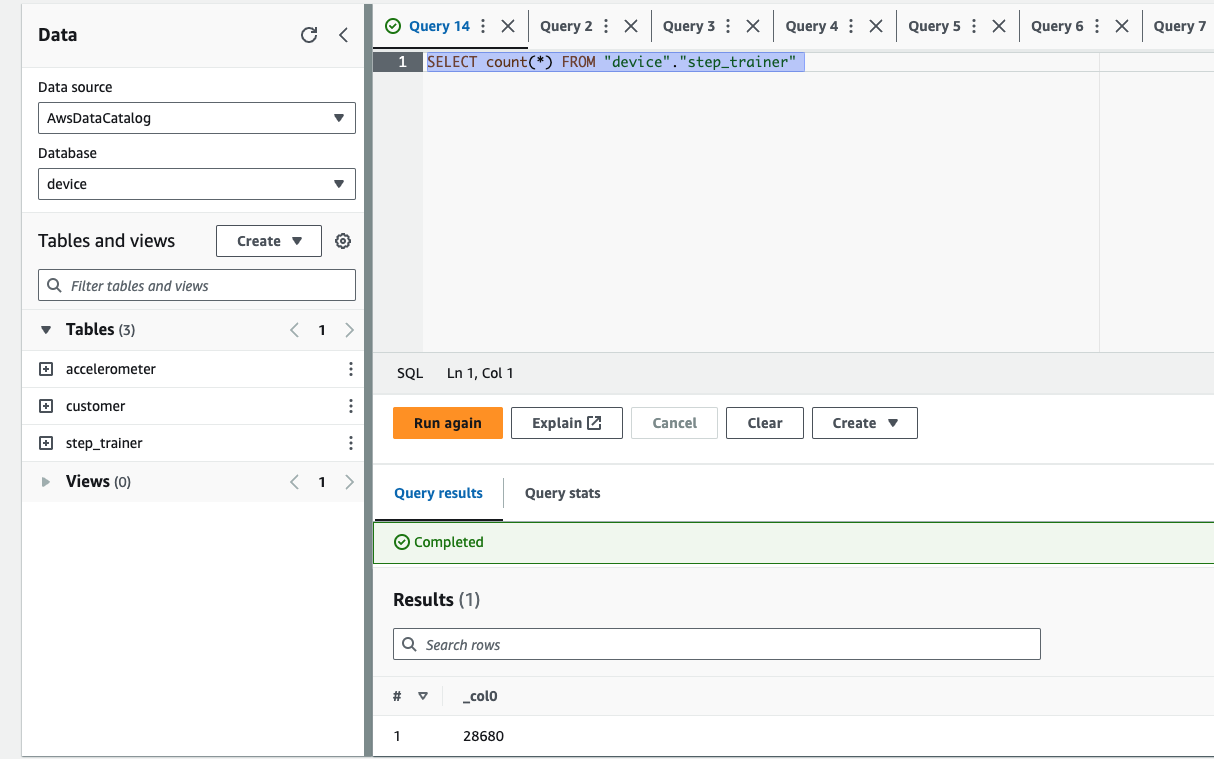 Data
Data source
AwsDataCatalog
Database
device
Tables and views
Create
Filter tables and views
Tables (3)
1
accelerometer
customer
step_trainer
Views (0)
1
Query 14
Query 2
Query 3
Query 4
Query 5
Query 6
Query 7
1
SELECT count(*) FROM "device"."step_trainer"
SQL
Ln 1, Col 1
Run again
Explain
Cancel
Clear
Create
Query results
Query stats
Completed
Results (1)
Search rows
# _col0
1 28680